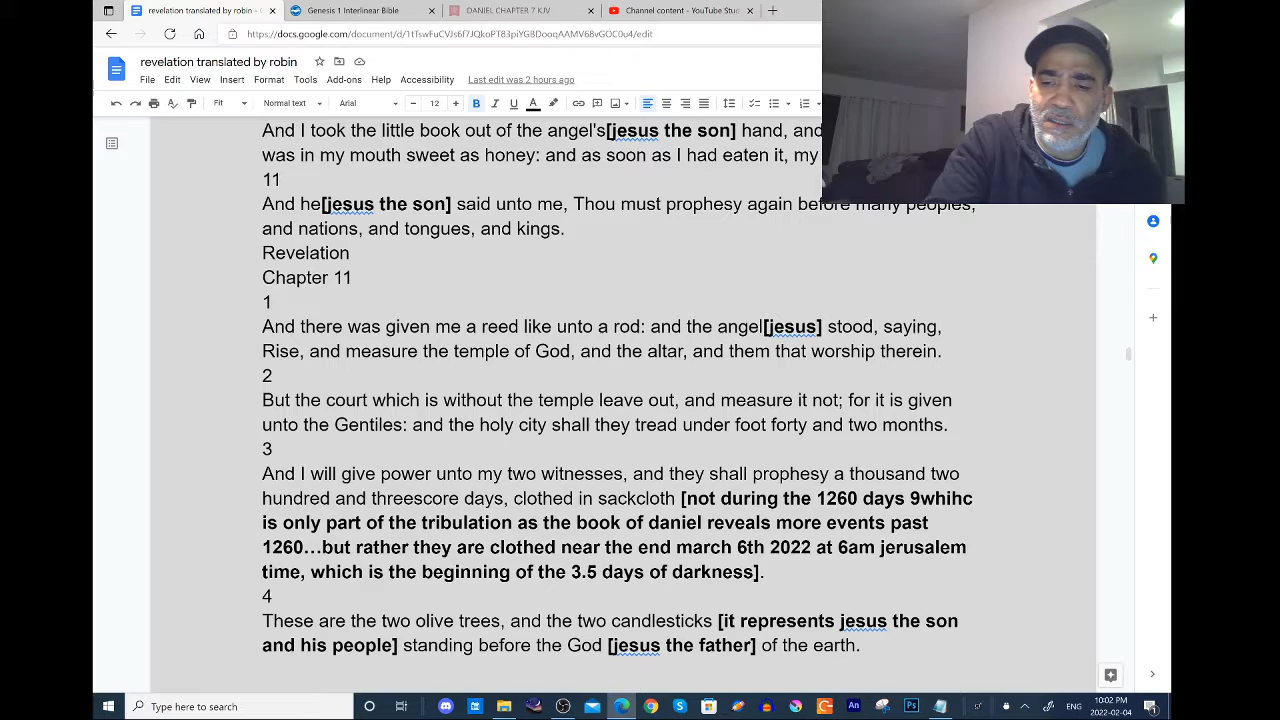 revelation translated by robin - G
Genesis 1 Interlinear Bible
DANIEL CHAPTER 7 KJV
Channel content - YouTube Stud
https://docs.google.com/document/d/1tTswFuCVJs6f7JQkoPT83piYGBDooqAAMV68vGOC0u4/edit
revelation translated by robin
File Edit View Insert Format Tools Add-ons Help Accessibility Last edit was 2 hours ago
Fit Normal text Arial 12 B I U A
And I took the little book out of the angel's[jesus the son] hand, and
was in my mouth sweet as honey: and as soon as I had eaten it, my
11
And he[jesus the son] said unto me, Thou must prophesy again before many peoples,
and nations, and tongues, and kings.
Revelation
Chapter 11
1
And there was given me a reed like unto a rod: and the angel[jesus] stood, saying,
Rise, and measure the temple of God, and the altar, and them that worship therein.
2
But the court which is without the temple leave out, and measure it not; for it is given
unto the Gentiles: and the holy city shall they tread under foot forty and two months.
3
And I will give power unto my two witnesses, and they shall prophesy a thousand two
hundred and threescore days, clothed in sackcloth [not during the 1260 days 9whihc
is only part of the tribulation as the book of daniel reveals more events past
1260…but rather they are clothed near the end march 6th 2022 at 6am jerusalem
time, which is the beginning of the 3.5 days of darkness].
4
These are the two olive trees, and the two candlesticks [it represents jesus the son
and his people] standing before the God [jesus the father] of the earth.
Type here to search
ENG
10:02 PM
2022-02-04